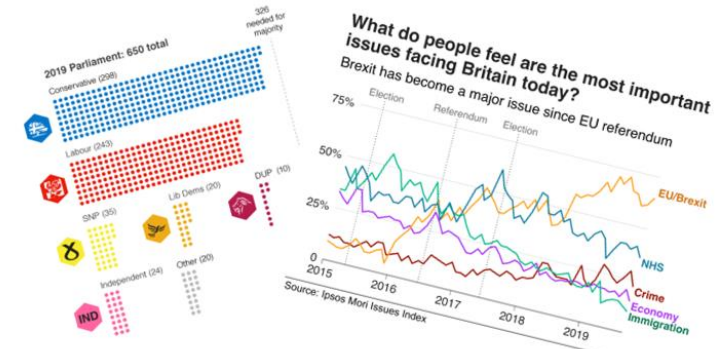 326
needed for
majority
2019 Parliament: 650 total
Conservative (298)
Labour (243)
SNP (35)
Lib Dems (20)
DUP (10)
Independent (24)
IND
Other (20)
What do people feel are the most important
issues facing Britain today?
Brexit has become a major issue since EU referendum
75%
Election
Referendum
Election
50%
25%
0
EU/Brexit
NHS
Crime
Economy
Immigration
2015
2016
2017
2018
2019
Source: Ipsos Mori Issues Index